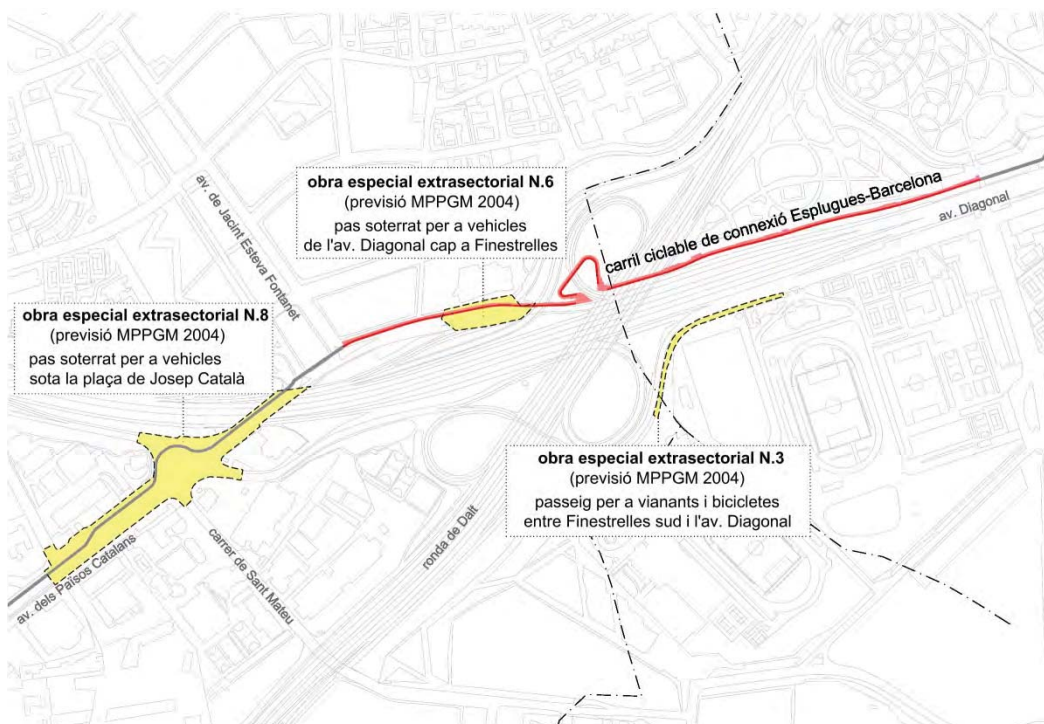 obra especial extrasectorial N.6
(previsió MPPGM 2004)
pas soterrat per a vehicles
de l'av. Diagonal cap a Finestrelles
av. de Jacint Esteva Fontanet
carril ciclable de connexió Esplugues-Barcelona
av. Diagonal
obra especial extrasectorial N.8
(previsió MPPGM 2004)
pas soterrat per a vehicles
sota la plaça de Josep Català
obra especial extrasectorial N.3
(previsió MPPGM 2004)
passeig per a vianants i bicicletes
entre Finestrelles sud i l'av. Diagonal
ronda de Dalt
carrer de Sant Mateu
av. dels Països Catalans